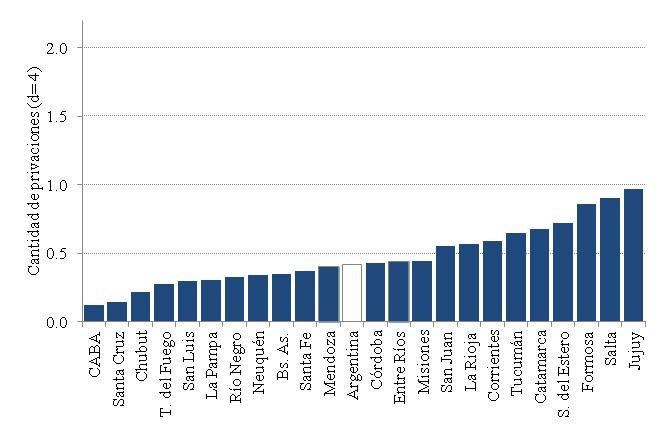 Cantidad de privaciones (d=4)
2.0
1.5
1.0
0.5
0.0
CABA
Santa Cruz
Chubut
T. del Fuego
San Luis
La Pampa
Río Negro
Neuquén
Bs. As.
Santa Fe
Mendoza
Argentina
Córdoba
Entre Ríos
Misiones
San Juan
La Rioja
Corrientes
Tucumán
Catamarca
S. del Estero
Formosa
Salta
Jujuy